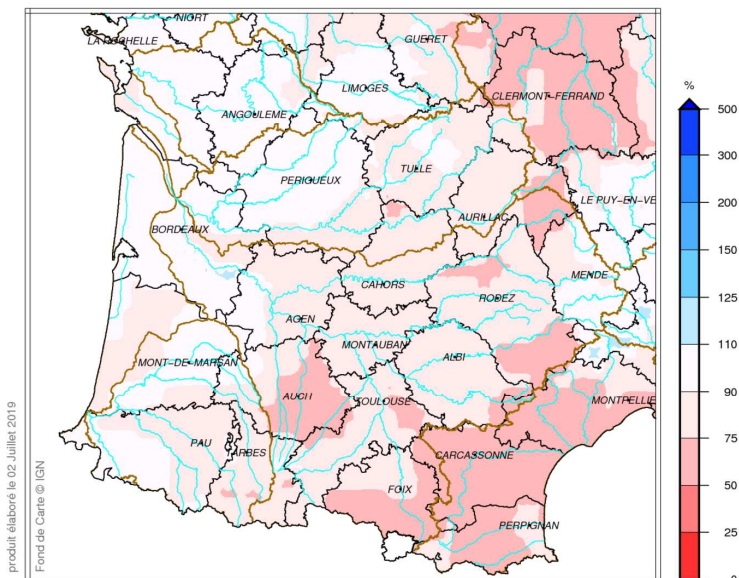 NIORT
GUERET
LA ROCHELLE
%
LIMOGES
CLERMONT-FERRAND
500
ANGOULEME
300
TULLE
PERIGUEUX
LE PUY-EN-VE
200
AURILLAC
BORDEAUX
150
MENDE
CAHORS
RODEZ
125
AGEN
110
MONTAUBAN
ALBI
MONT-DE-MARSAN
90
AUCH
TOULOUSE
MONTPELLIE
75
PAU
TARBES
CARCASSONNE
50
FOIX
PERPIGNAN
25
0
produit élaboré le 02 Juillet 2019
Fond de Carte © IGN